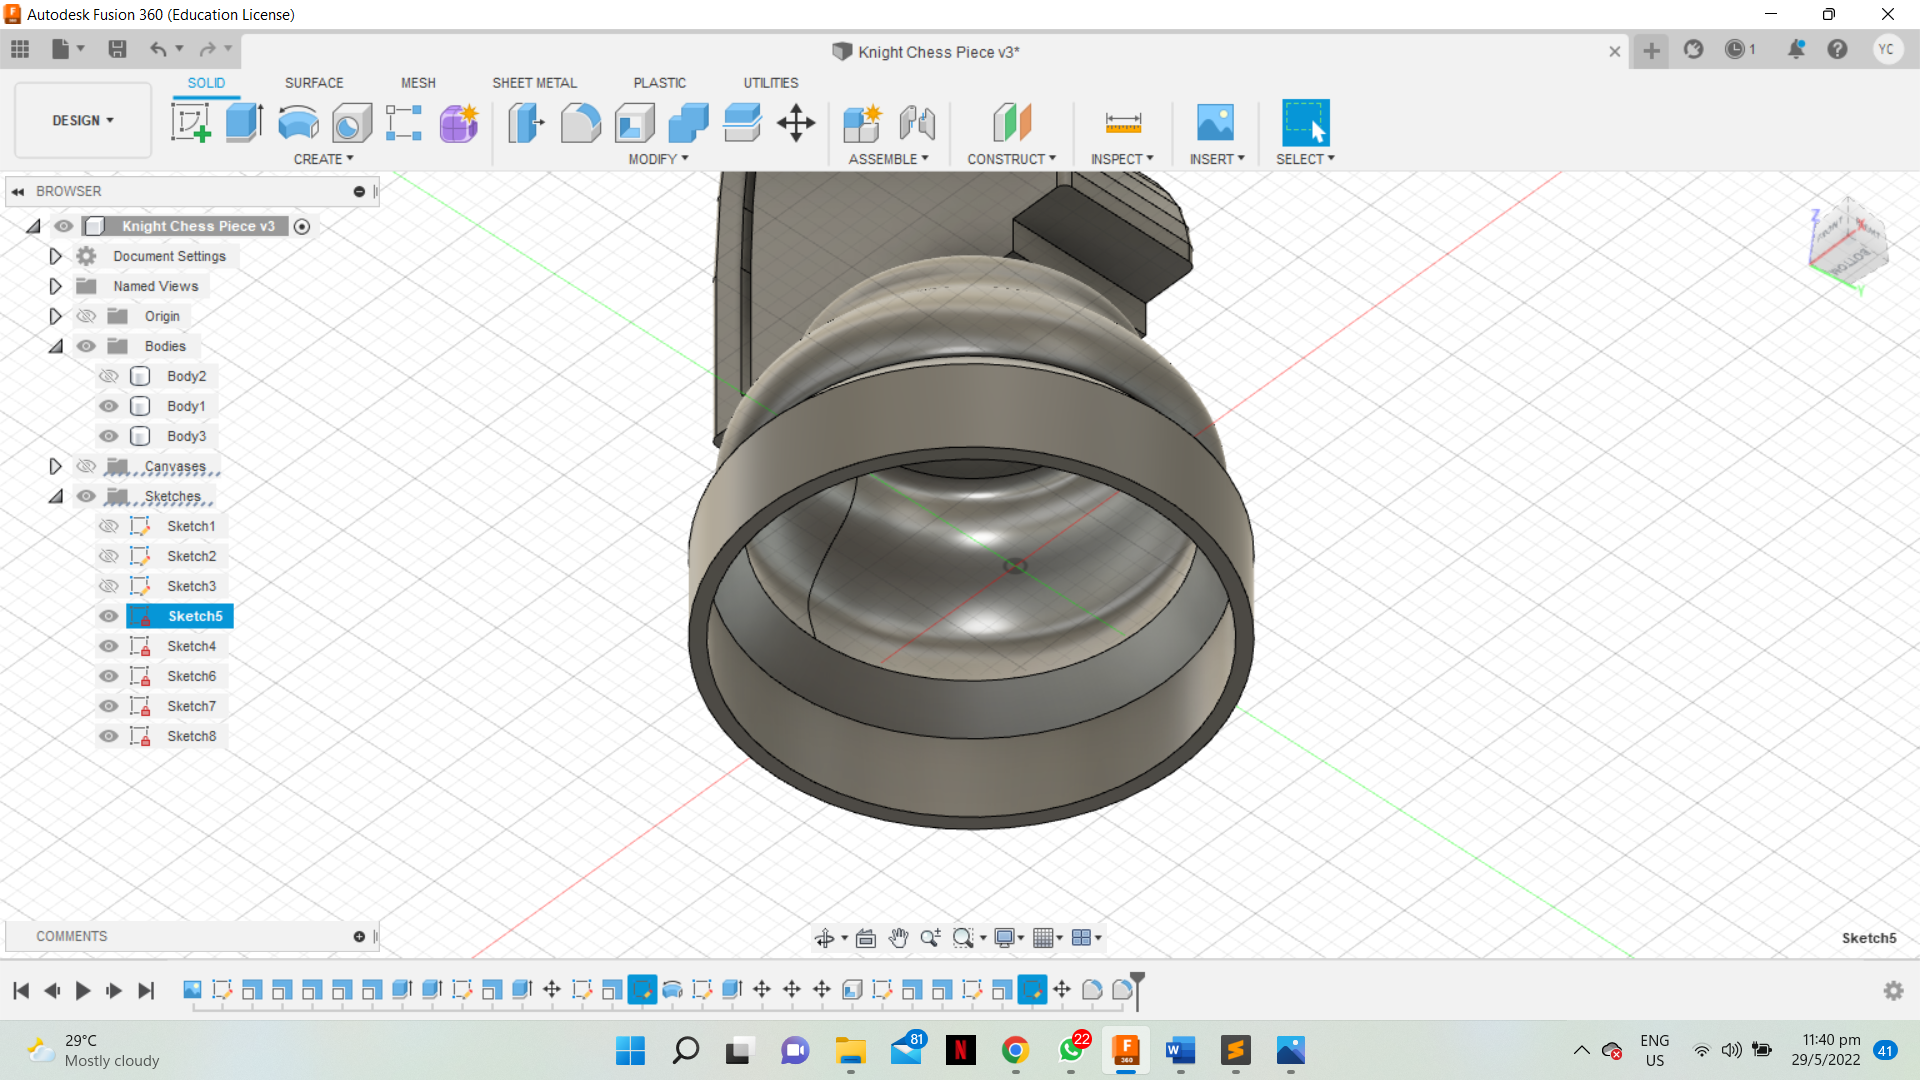 Autodesk Fusion 360 (Education License)
Knight Chess Piece v3*
1
YC
DESIGN
SOLID
SURFACE
MESH
SHEET METAL
PLASTIC
UTILITIES
CREATE
MODIFY
ASSEMBLE
CONSTRUCT
INSPECT
INSERT
SELECT
BROWSER
Knight Chess Piece v3
Document Settings
Named Views
Origin
Bodies
Body2
Body1
Body3
Canvases
Sketches
Sketch1
Sketch2
Sketch3
Sketch5
Sketch4
Sketch6
Sketch7
Sketch8
Z
X
BOTTOM
Y
COMMENTS
Sketch5
29°C
Mostly cloudy
81
N
22
F
360
W
S
ENG
US
11:40 pm
29/5/2022
41